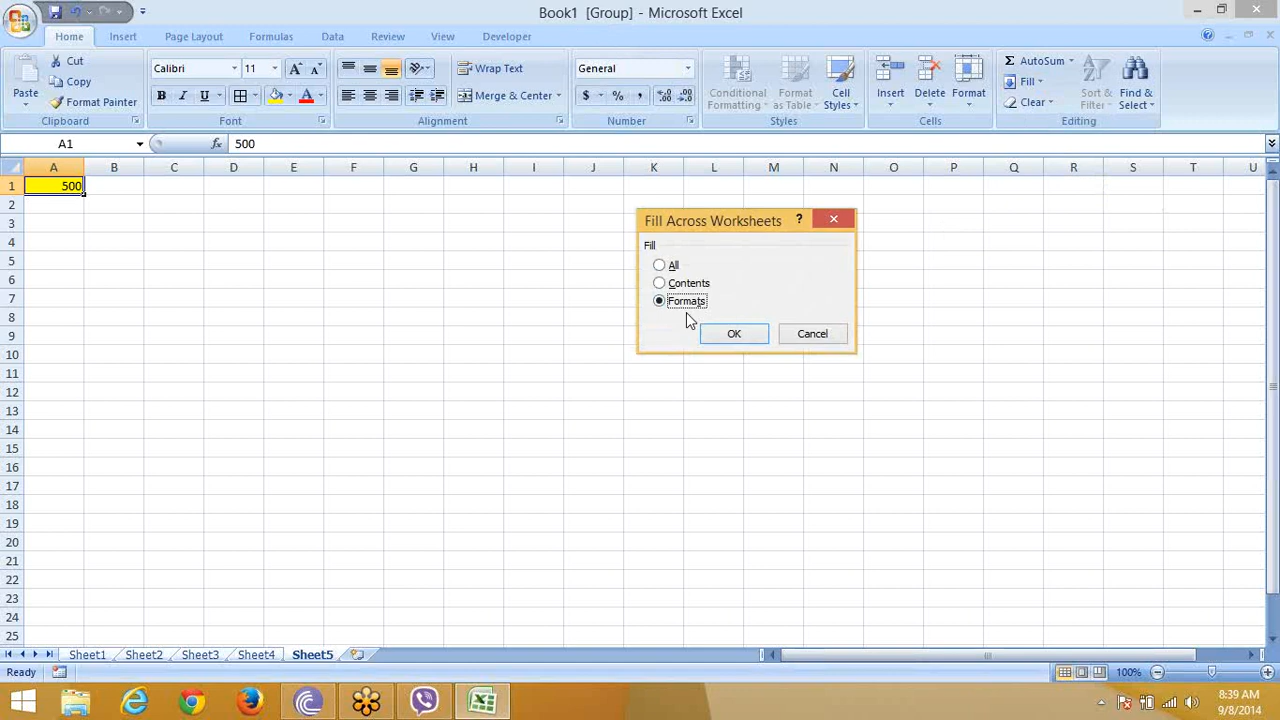 Book1 [Group] - Microsoft Excel
Home Insert Page Layout Formulas Data Review View Developer
Paste
Cut
Copy
Format Painter
Clipboard
Calibri 11
B I U
Font
Wrap Text
Merge & Center
Alignment
General
$ % ,
Number
Conditional Formatting
Format as Table
Cell Styles
Styles
Insert Delete Format
Cells
AutoSum
Fill
Clear
Sort & Filter
Find & Select
Editing
A1 fx 500
A B C D E F G H I J K L M N O P Q R S T U
1 500
2
3
4
5
6
7
8
9
10
11
12
13
14
15
16
17
18
19
20
21
22
23
24
25
Fill Across Worksheets ?
Fill
All
Contents
Formats
OK Cancel
Sheet1 Sheet2 Sheet3 Sheet4 Sheet5
Ready 100%
8:39 AM
9/8/2014